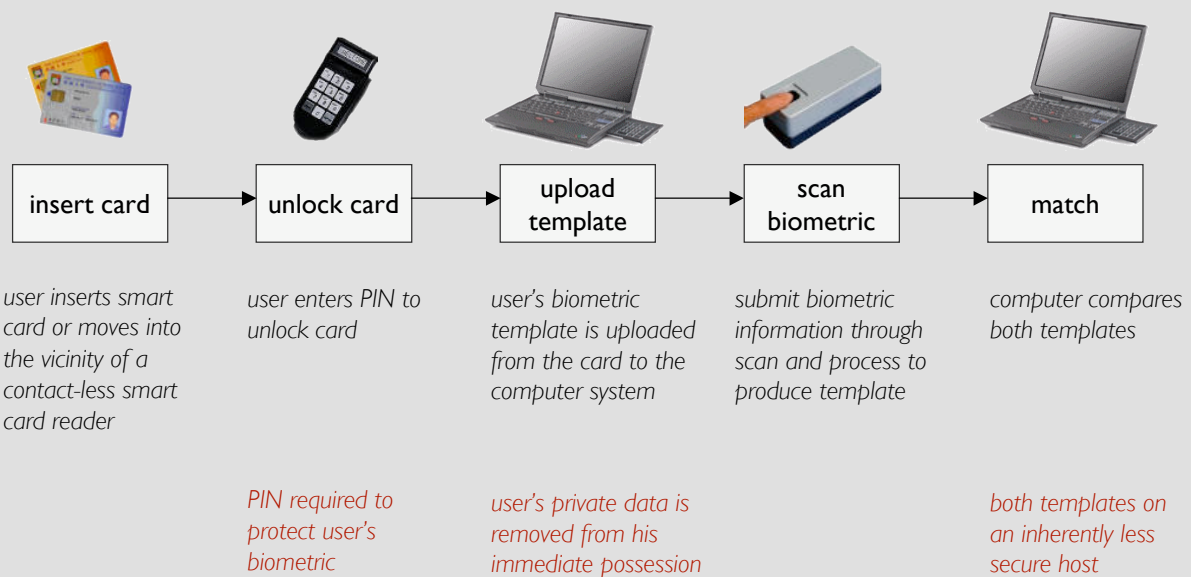 insert card
unlock card
upload
template
scan
biometric
match
user inserts smart
card or moves into
the vicinity of a
contact-less smart
card reader
user enters PIN to
unlock card
user's biometric
template is uploaded
from the card to the
computer system
submit biometric
information through
scan and process to
produce template
computer compares
both templates
PIN required to
protect user's
biometric
user's private data is
removed from his
immediate possession
both templates on
an inherently less
secure host